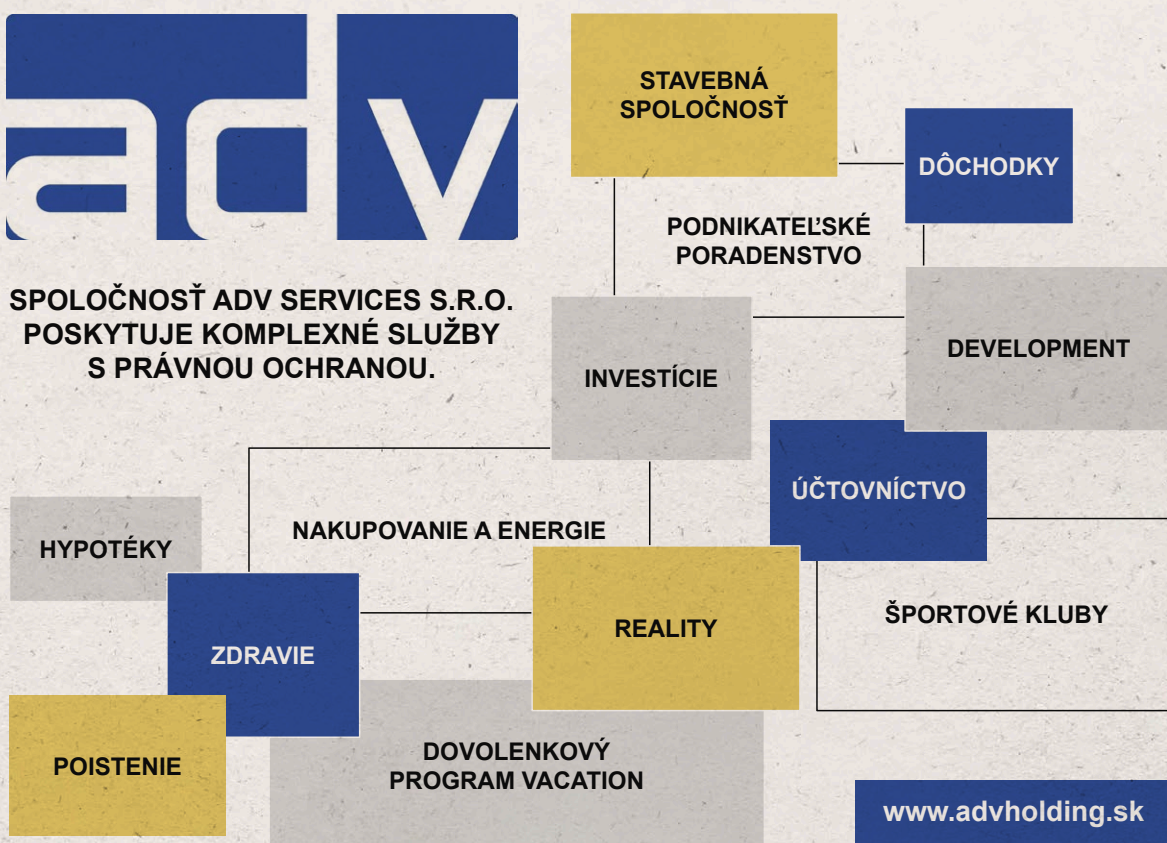 adv
SPOLOČNOSŤ ADV SERVICES S.R.O.
POSKYTUJE KOMPLEXNÉ SLUŽBY
S PRÁVNOU OCHRANOU.
STAVEBNÁ
SPOLOČNOSŤ
DÔCHODKY
PODNIKATEĽSKÉ
PORADENSTVO
INVESTÍCIE
DEVELOPMENT
ÚČTOVNÍCTVO
HYPOTÉKY
NAKUPOVANIE A ENERGIE
ZDRAVIE
REALITY
ŠPORTOVÉ KLUBY
POISTENIE
DOVOLENKOVÝ
PROGRAM VACATION
www.advholding.sk